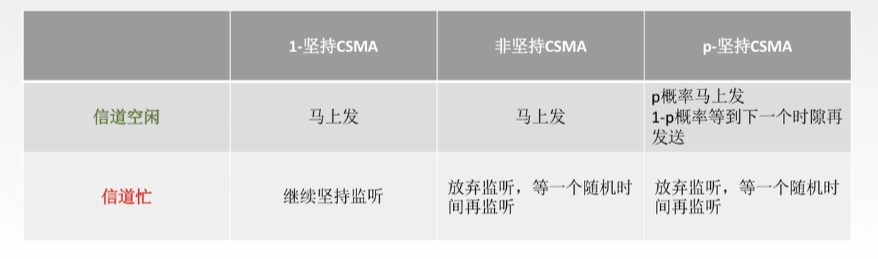 1-坚持CSMA 非坚持CSMA p-坚持CSMA
信道空闲 马上发 马上发 p概率马上发
1-p概率等到下一个时隙再
发送
信道忙 继续坚持监听 放弃监听，等一个随机时
间再监听 放弃监听，等一个随机时
间再监听